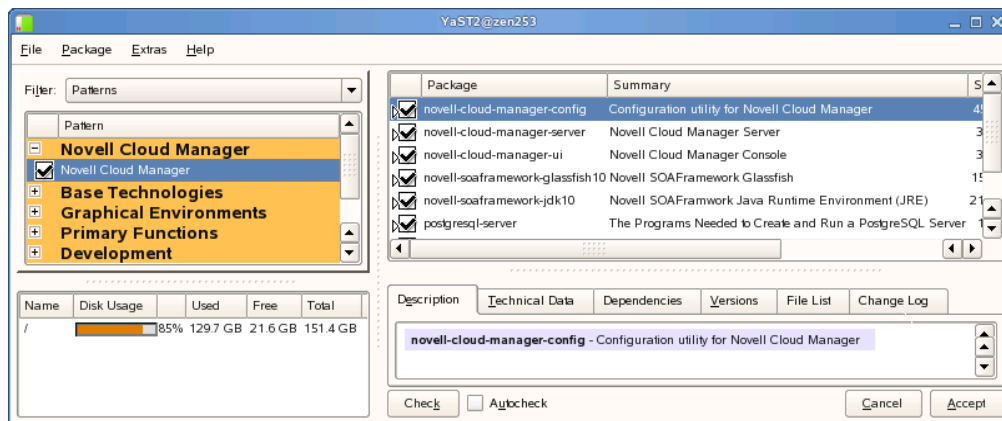 YaST2@zen253
File Package Extras Help
Filter: Patterns
Pattern
Novell Cloud Manager
Novell Cloud Manager
Base Technologies
Graphical Environments
Primary Functions
Development
Package Summary S
novell-cloud-manager-config Configuration utility for Novell Cloud Manager 45
novell-cloud-manager-server Novell Cloud Manager Server 3
novell-cloud-manager-ui Novell Cloud Manager Console 3
novell-soaframework-glassfish10 Novell SOAFramework Glassfish 15
novell-soaframework-jdk10 Novell SOAFramwork Java Runtime Environment (JRE) 21
postgresql-server The Programs Needed to Create and Run a PostgreSQL Server 1
Name Disk Usage Used Free Total
/ 85% 129.7 GB 21.6 GB 151.4 GB
Description Technical Data Dependencies Versions File List Change Log
novell-cloud-manager-config - Configuration utility for Novell Cloud Manager
Check Autocheck Cancel Accept